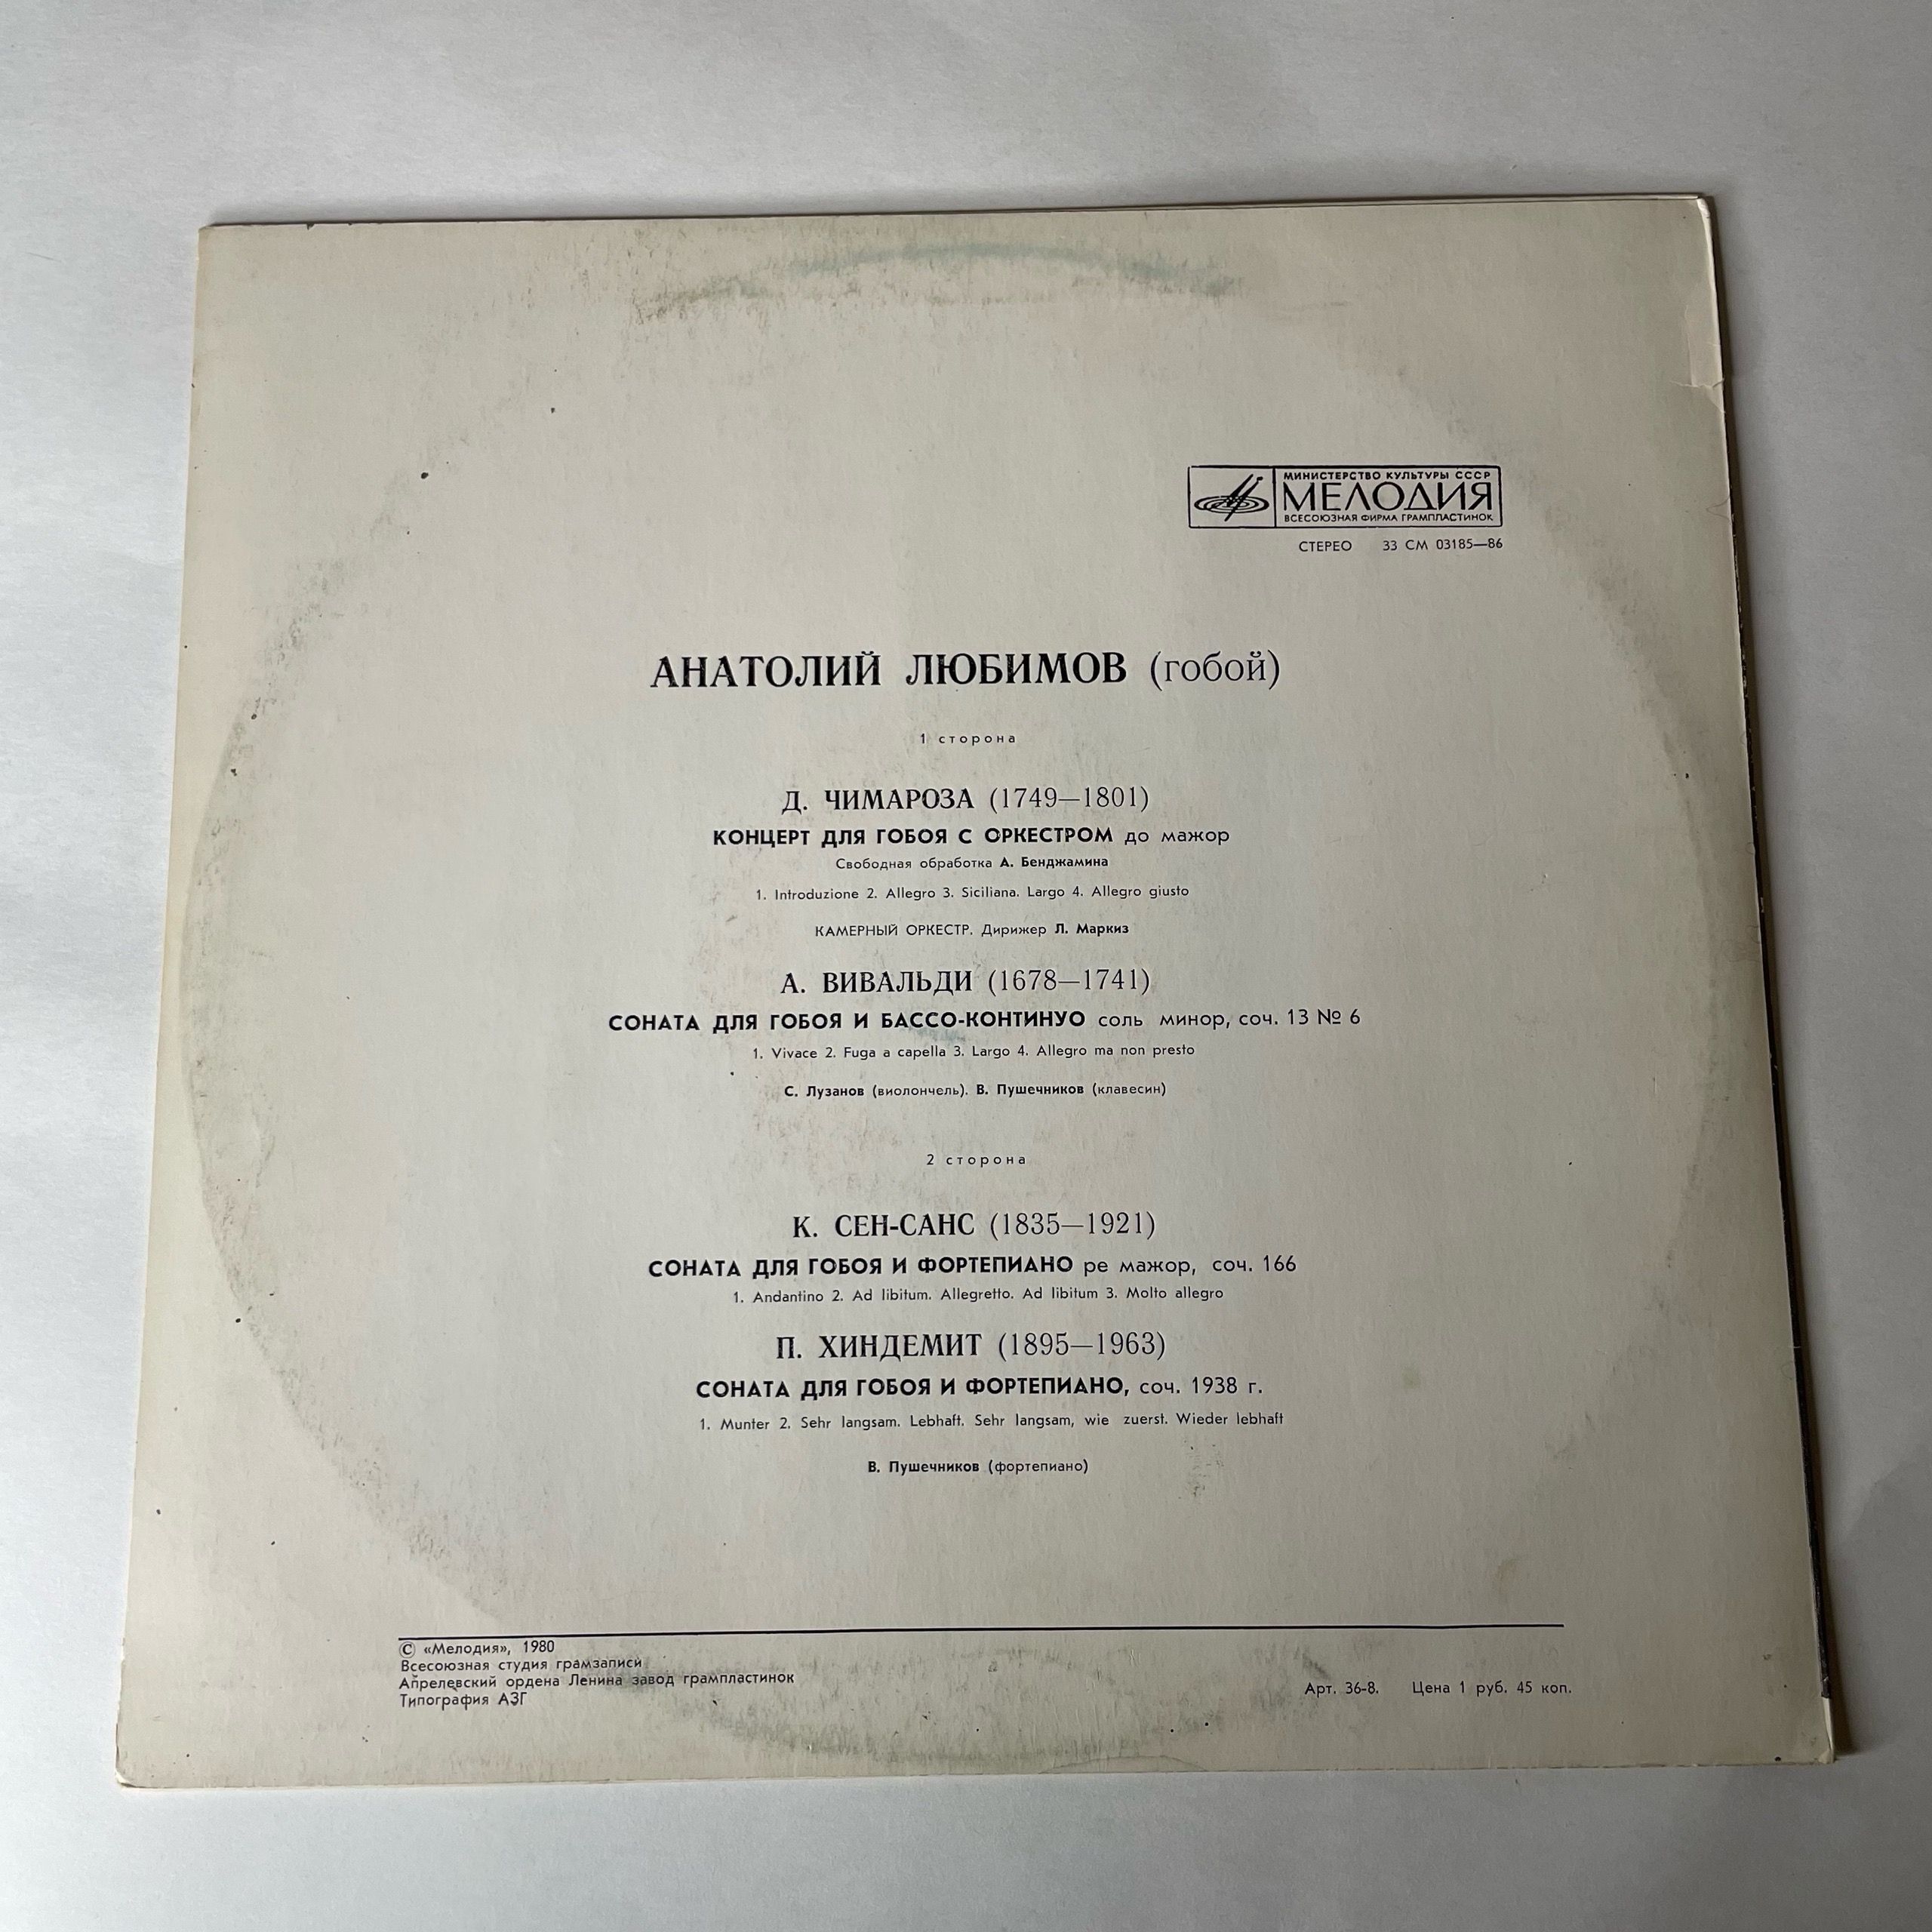 МИНИСТЕРСТВО КУЛЬТУРЫ СССР
МЕЛОДИЯ
ВСЕСОЮЗНАЯ ФИРМА ГРАМПЛАСТИНОК
СТЕРЕО 33 СМ 03185—86
АНАТОЛИЙ ЛЮБИМОВ (гобой)
1 сторона
Д. ЧИМАРОЗА (1749—1801)
КОНЦЕРТ ДЛЯ ГОБОЯ С ОРКЕСТРОМ до мажор
Свободная обработка А. Бенджамина
1. Introduzione 2. Allegro 3. Siciliana. Largo 4. Allegro giusto
КАМЕРНЫЙ ОРКЕСТР. Дирижер Л. Маркиз
А. ВИВАЛЬДИ (1678—1741)
СОНАТА ДЛЯ ГОБОЯ И БАССО-КОНТИНУО соль минор, соч. 13 № 6
1. Vivace 2. Fuga a capella 3. Largo 4. Allegro ma non presto
С. Лузанов (виолончель). В. Пушечников (клавесин)
2 сторона
К. СЕН-САНС (1835—1921)
СОНАТА ДЛЯ ГОБОЯ И ФОРТЕПИАНО ре мажор, соч. 166
1. Andantino 2. Ad libitum. Allegretto. Ad libitum 3. Molto allegro
П. ХИНДЕМИТ (1895—1963)
СОНАТА ДЛЯ ГОБОЯ И ФОРТЕПИАНО, соч. 1938 г.
1. Munter 2. Sehr langsam. Lebhaft. Sehr langsam, wie zuerst. Wieder lebhaft
В. Пушечников (фортепиано)
© «Мелодия», 1980
Всесоюзная студия грамзаписи
Апрелевский ордена Ленина завод грампластинок
Типография АЗГ
Арт. 36-8. Цена 1 руб. 45 коп.